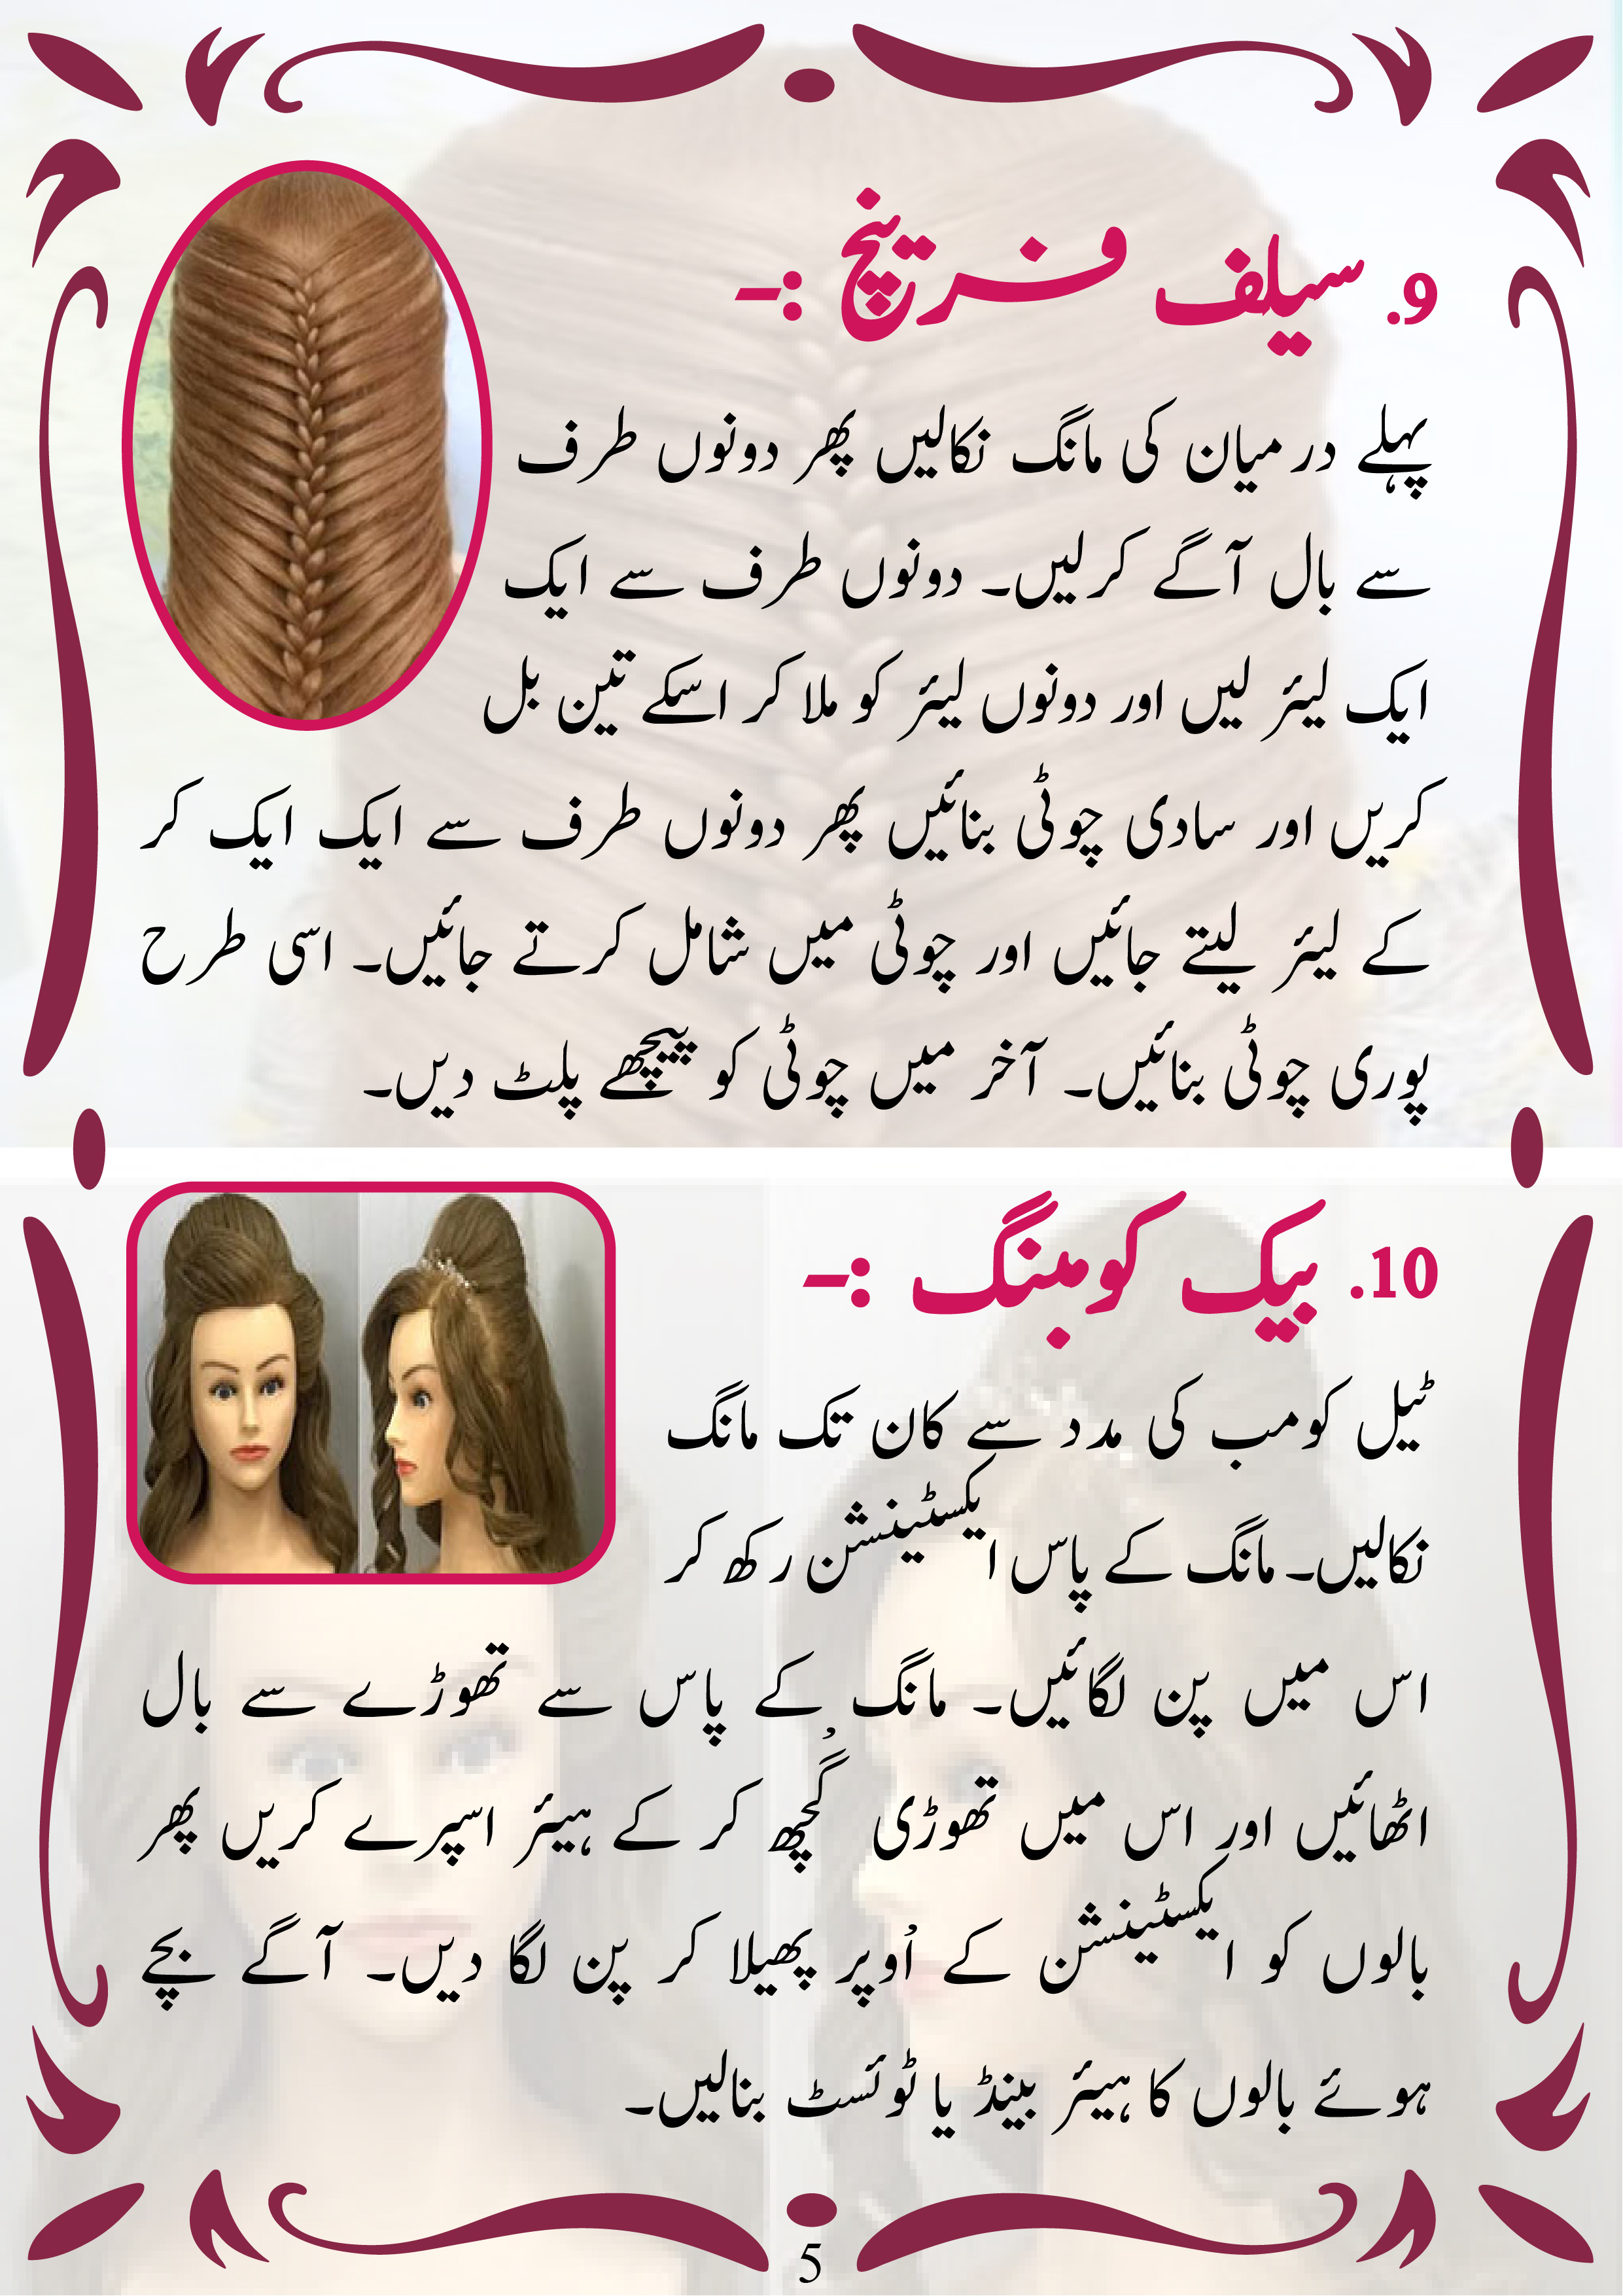 9. سیلف فرینچ :-
پہلے درمیان کی مانگ نکالیں پھر دونوں طرف
سے بال آگے کرلیں۔ دونوں طرف سے ایک
ایک لیئر لیں اور دونوں لیئر کو ملا کر اسکے تین بل
کریں اور سادی چوٹی بنائیں پھر دونوں طرف سے ایک ایک کر
کے لیئر لیتے جائیں اور چوٹی میں شامل کرتے جائیں۔ اسی طرح
پوری چوٹی بنائیں۔ آخر میں چوٹی کو پیچھے پلٹ دیں۔
10. بیک کومبنگ :-
ٹیل کومب کی مدد سے کان تک مانگ
نکالیں۔ مانگ کے پاس ایکسٹینشن رکھ کر
اس میں پن لگائیں۔ مانگ کے پاس سے تھوڑے سے بال
اٹھائیں اور اس میں تھوڑی گُچھ کر کے ہیئر اسپرے کریں پھر
بالوں کو ایکسٹینشن کے اُوپر پھیلا کر پن لگا دیں۔ آگے بچے
ہوئے بالوں کا ہیئر بینڈ یا ٹوئسٹ بنالیں۔
5